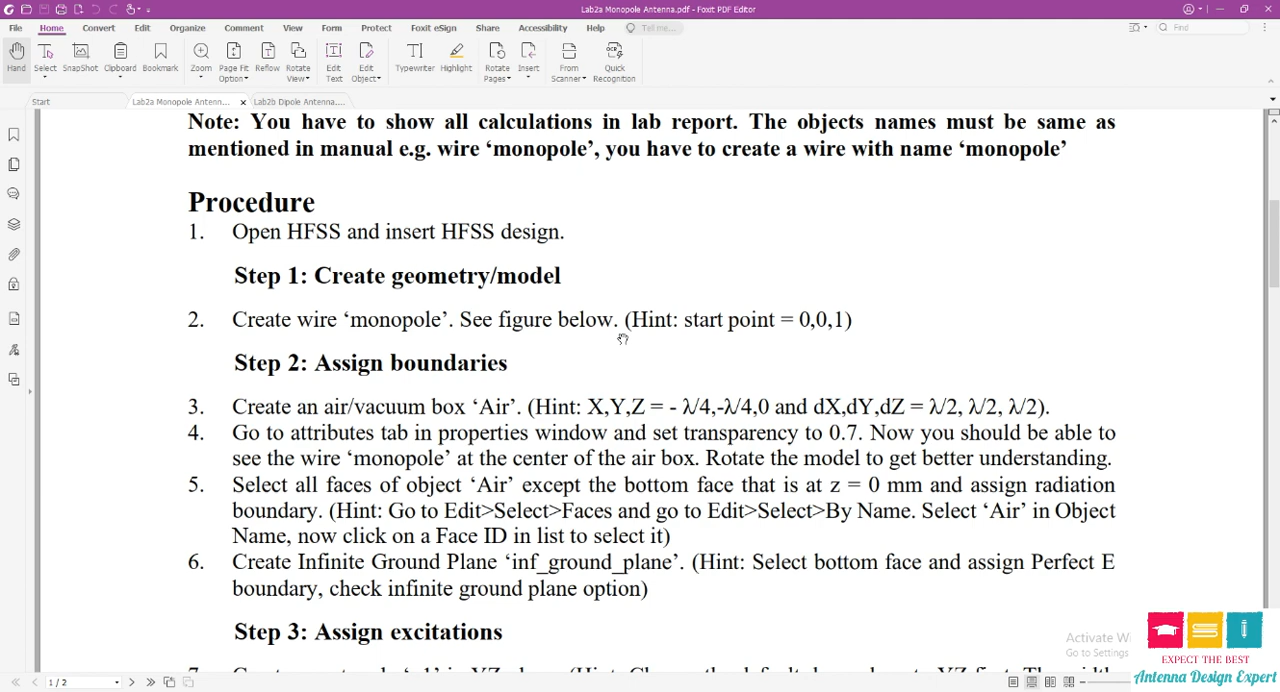 Lab2a Monopole Antenna.pdf - Foxit PDF Editor
File Home Convert Edit Organize Comment View Form Protect Foxit eSign Share Accessibility Help Tell me... Find
Hand Select SnapShot Clipboard Bookmark Zoom Page Fit Option Reflow Rotate View Edit Text Edit Object Typewriter Highlight Rotate Pages Insert From Scanner Quick Recognition
Start Lab2a Monopole Antenn... Lab2b Dipole Antenna....
Note: You have to show all calculations in lab report. The objects names must be same as
mentioned in manual e.g. wire ‘monopole’, you have to create a wire with name ‘monopole’
Procedure
1. Open HFSS and insert HFSS design.
Step 1: Create geometry/model
2. Create wire ‘monopole’. See figure below. (Hint: start point = 0,0,1)
Step 2: Assign boundaries
3. Create an air/vacuum box ‘Air’. (Hint: X,Y,Z = - λ/4,-λ/4,0 and dX,dY,dZ = λ/2, λ/2, λ/2).
4. Go to attributes tab in properties window and set transparency to 0.7. Now you should be able to
see the wire ‘monopole’ at the center of the air box. Rotate the model to get better understanding.
5. Select all faces of object ‘Air’ except the bottom face that is at z = 0 mm and assign radiation
boundary. (Hint: Go to Edit>Select>Faces and go to Edit>Select>By Name. Select ‘Air’ in Object
Name, now click on a Face ID in list to select it)
6. Create Infinite Ground Plane ‘inf_ground_plane’. (Hint: Select bottom face and assign Perfect E
boundary, check infinite ground plane option)
Step 3: Assign excitations
Activate Wi
Go to Settings
EXPECT THE BEST
Antenna Design Expert
1 / 2